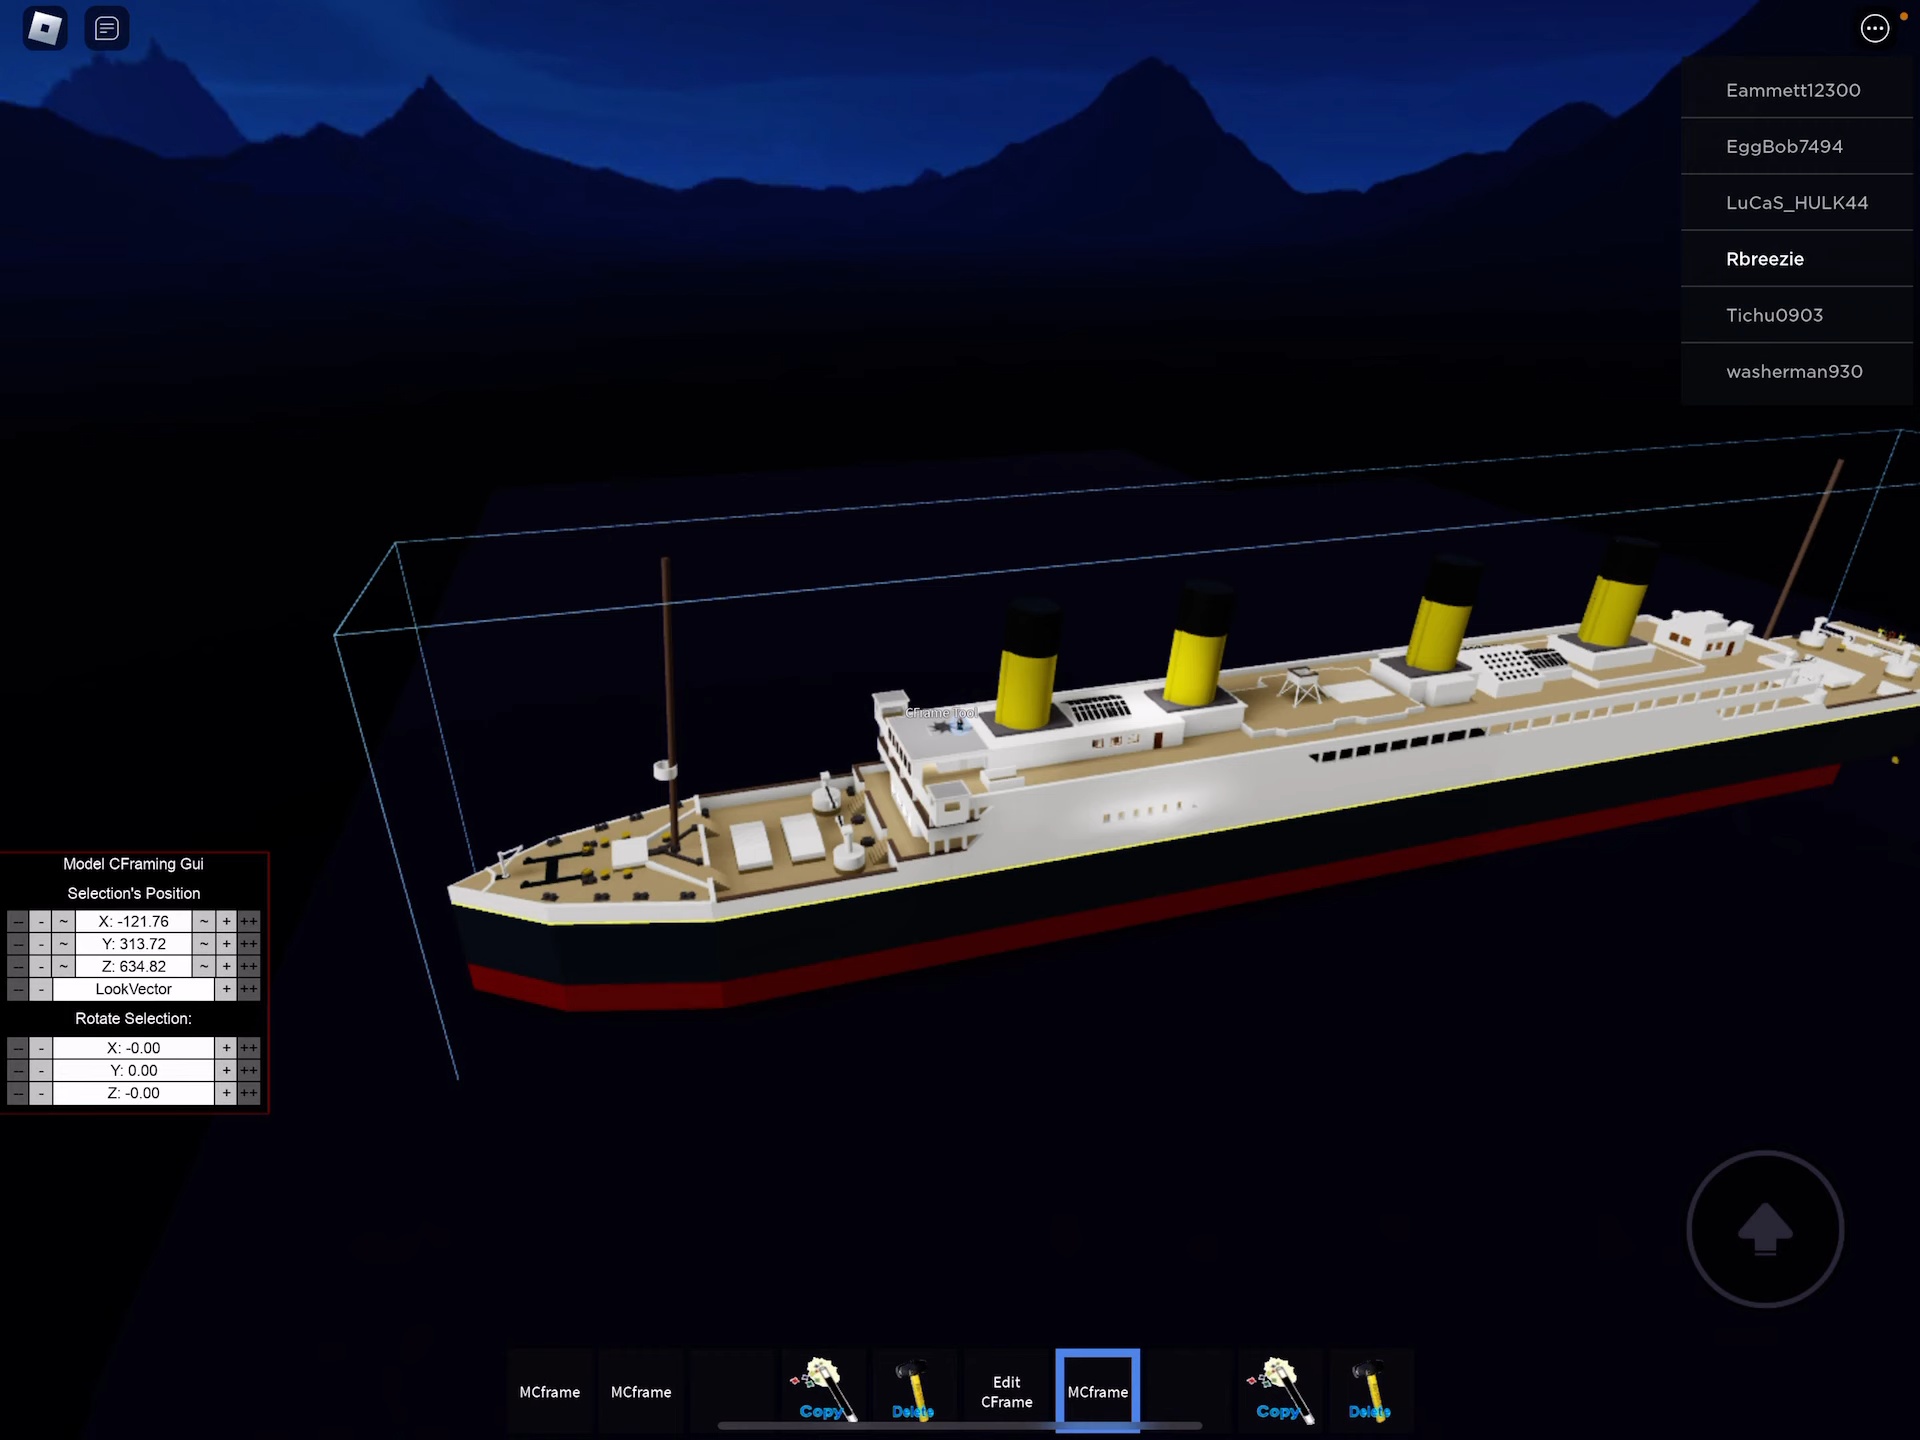 Eammett12300
EggBob7494
LuCaS_HULK44
Rbreezie
Tichu0903
washerman930
CFrame Tool
Model CFraming Gui
Selection's Position
-- - ~ X: -121.76 ~ + ++
-- - ~ Y: 313.72 ~ + ++
-- - ~ Z: 634.82 ~ + ++
-- - LookVector + ++
Rotate Selection:
-- - X: -0.00 + ++
-- - Y: 0.00 + ++
-- - Z: -0.00 + ++
MCframe
MCframe
Copy
Delete
Edit
CFrame
MCframe
Copy
Delete